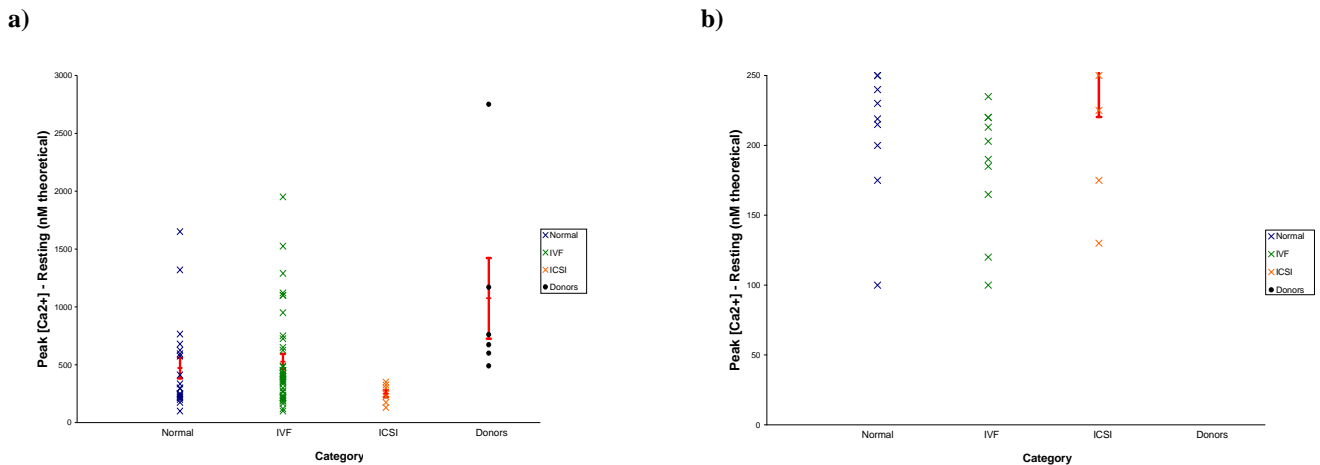 a)
Peak [Ca2+] - Resting (nM theoretical)
3000
2500
2000
1500
1000
500
0
Normal IVF ICSI Donors
Category
Normal
IVF
ICSI
Donors
b)
Peak [Ca2+] - Resting (nM theoretical)
250
200
150
100
50
0
Normal IVF ICSI Donors
Category
Normal
IVF
ICSI
Donors